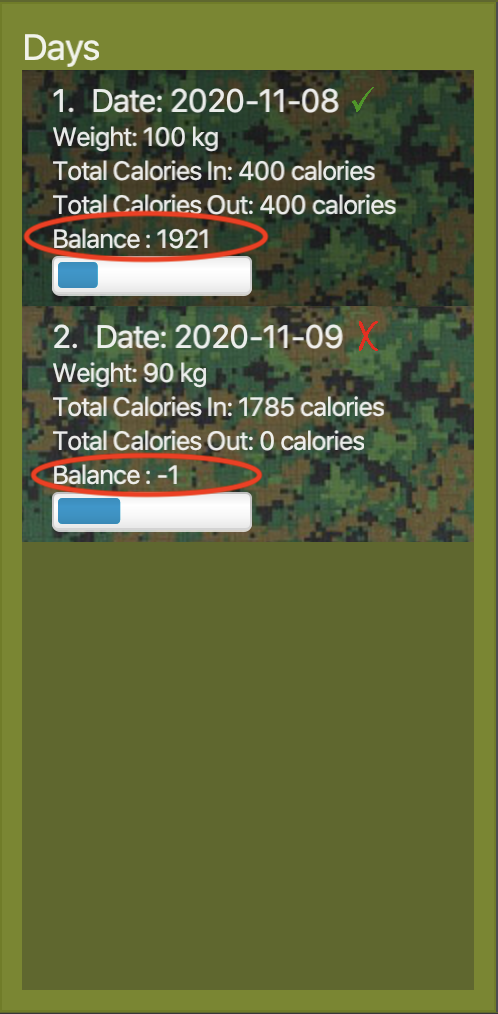 Days
1. Date: 2020-11-08 ✓
Weight: 100 kg
Total Calories In: 400 calories
Total Calories Out: 400 calories
Balance : 1921
2. Date: 2020-11-09 ✗
Weight: 90 kg
Total Calories In: 1785 calories
Total Calories Out: 0 calories
Balance : -1